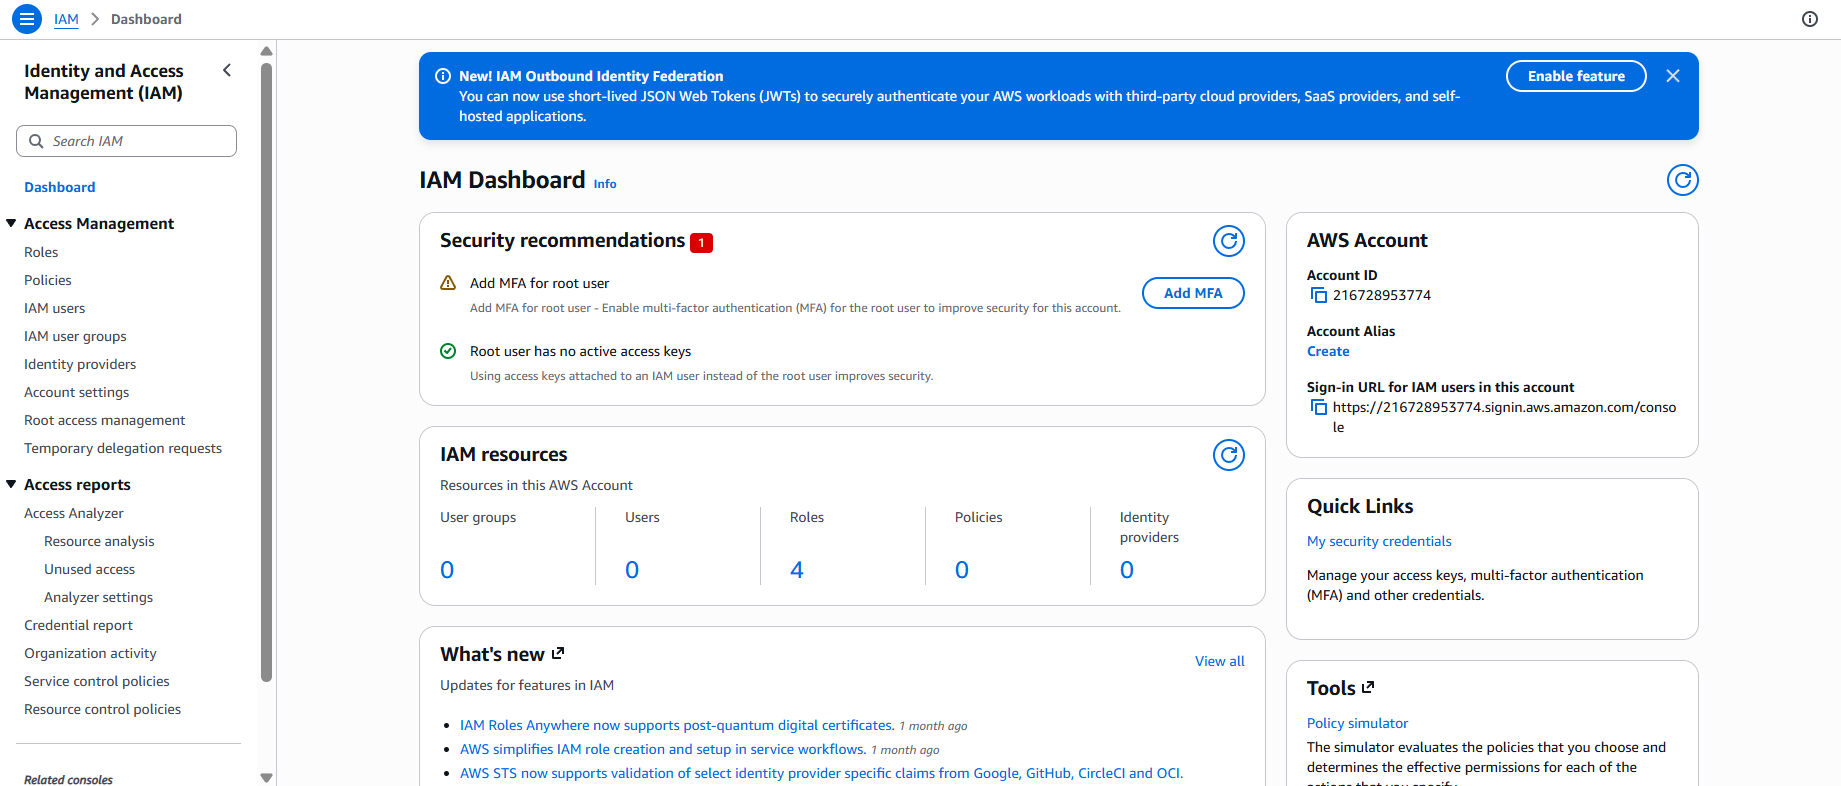 IAM > Dashboard
Identity and Access
Management (IAM)
Search IAM
Dashboard
Access Management
Roles
Policies
IAM users
IAM user groups
Identity providers
Account settings
Root access management
Temporary delegation requests
Access reports
Access Analyzer
Resource analysis
Unused access
Analyzer settings
Credential report
Organization activity
Service control policies
Resource control policies
Related consoles
New! IAM Outbound Identity Federation
You can now use short-lived JSON Web Tokens (JWTs) to securely authenticate your AWS workloads with third-party cloud providers, SaaS providers, and self-
hosted applications.
Enable feature
IAM Dashboard Info
Security recommendations 1
Add MFA for root user
Add MFA for root user - Enable multi-factor authentication (MFA) for the root user to improve security for this account.
Add MFA
Root user has no active access keys
Using access keys attached to an IAM user instead of the root user improves security.
IAM resources
Resources in this AWS Account
User groups
0
Users
0
Roles
4
Policies
0
Identity
providers
0
What's new
View all
Updates for features in IAM
IAM Roles Anywhere now supports post-quantum digital certificates. 1 month ago
AWS simplifies IAM role creation and setup in service workflows. 1 month ago
AWS STS now supports validation of select identity provider specific claims from Google, GitHub, CircleCI and OCI.
AWS Account
Account ID
216728953774
Account Alias
Create
Sign-in URL for IAM users in this account
https://216728953774.signin.aws.amazon.com/conso
le
Quick Links
My security credentials
Manage your access keys, multi-factor authentication
(MFA) and other credentials.
Tools
Policy simulator
The simulator evaluates the policies that you choose and
determines the effective permissions for each of the
actions that you specify.